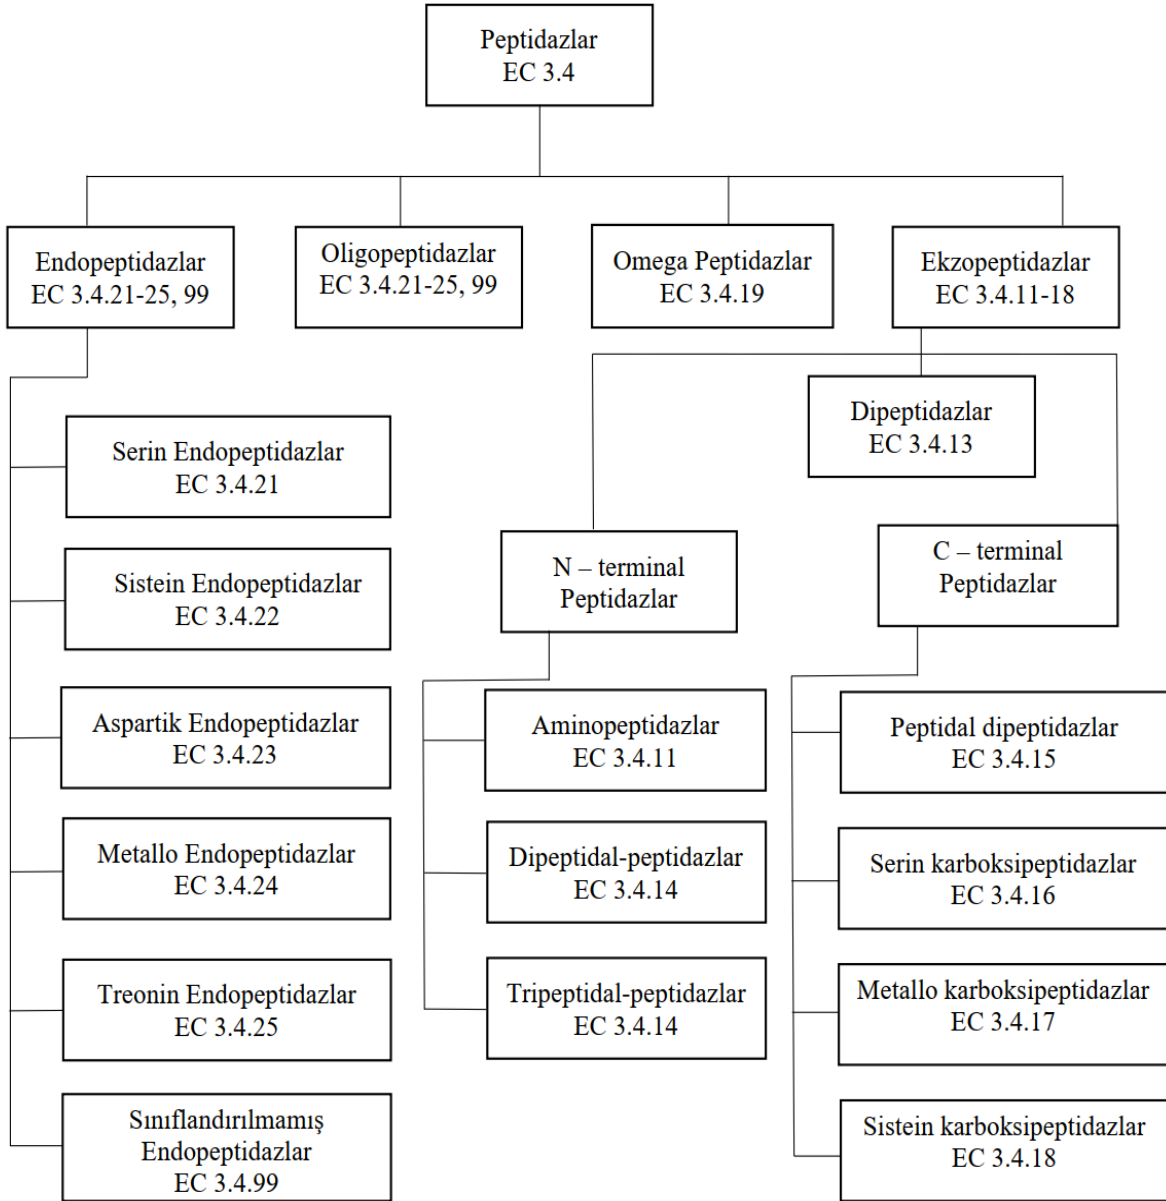 Peptidazlar
EC 3.4
Endopeptidazlar
EC 3.4.21-25, 99
Oligopeptidazlar
EC 3.4.21-25, 99
Omega Peptidazlar
EC 3.4.19
Ekzopeptidazlar
EC 3.4.11-18
Dipeptidazlar
EC 3.4.13
Serin Endopeptidazlar
EC 3.4.21
Sistein Endopeptidazlar
EC 3.4.22
Aspartik Endopeptidazlar
EC 3.4.23
Metallo Endopeptidazlar
EC 3.4.24
Treonin Endopeptidazlar
EC 3.4.25
Sınıflandırılmamış
Endopeptidazlar
EC 3.4.99
N – terminal
Peptidazlar
Aminopeptidazlar
EC 3.4.11
Dipeptidal-peptidazlar
EC 3.4.14
Tripeptidal-peptidazlar
EC 3.4.14
C – terminal
Peptidazlar
Peptidal dipeptidazlar
EC 3.4.15
Serin karboksipeptidazlar
EC 3.4.16
Metallo karboksipeptidazlar
EC 3.4.17
Sistein karboksipeptidazlar
EC 3.4.18